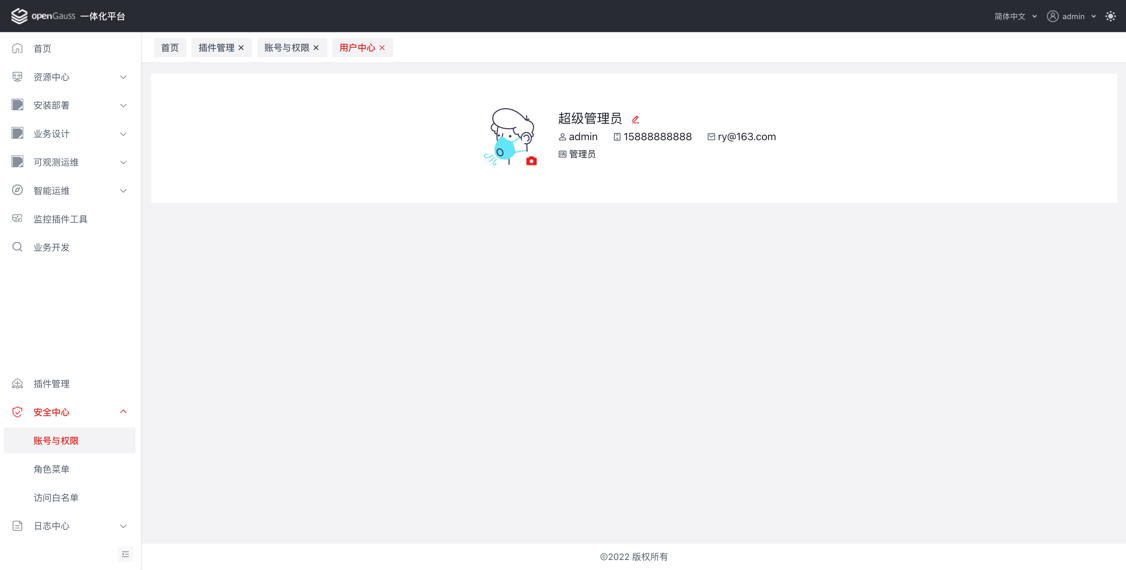 openGauss 一体化平台
简体中文
admin
首页
资源中心
安装部署
业务设计
可观测运维
智能运维
监控插件工具
业务开发
插件管理
安全中心
账号与权限
角色菜单
访问白名单
日志中心
首页
插件管理
账号与权限
用户中心
超级管理员
admin 15888888888 ry@163.com
管理员
©2022 版权所有